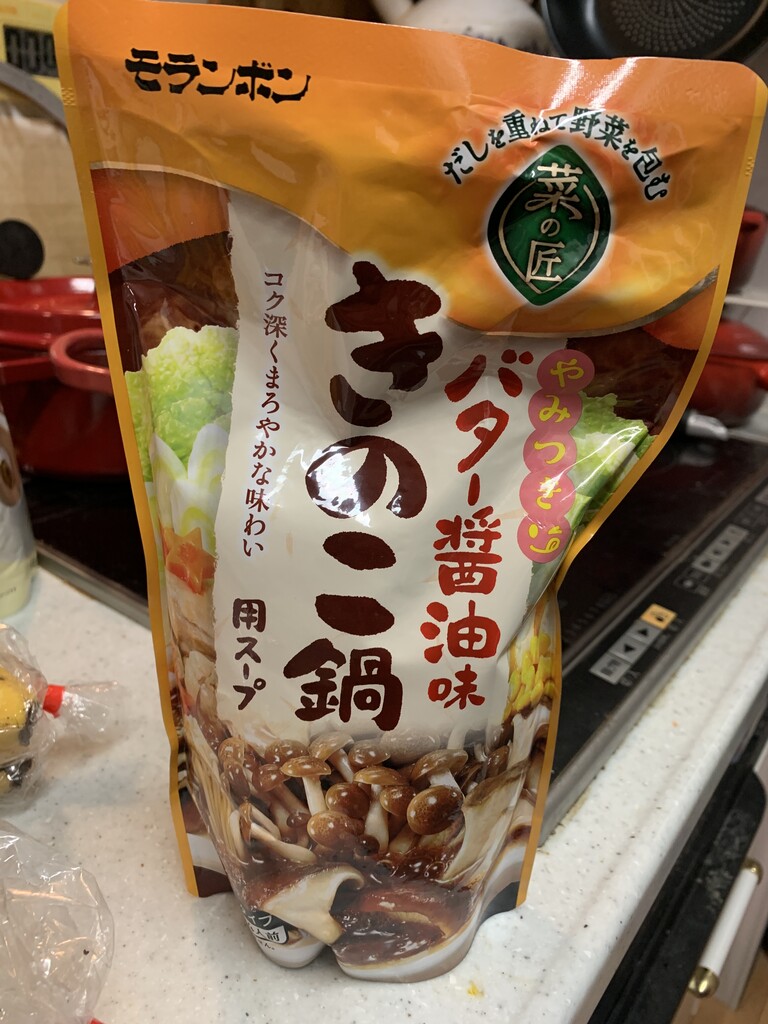 モランボン
だしを重ねて野菜を包む
菜の匠
やみつき
バター醤油味
きのこ鍋
用スープ
コク深くまろやかな味わい
人前